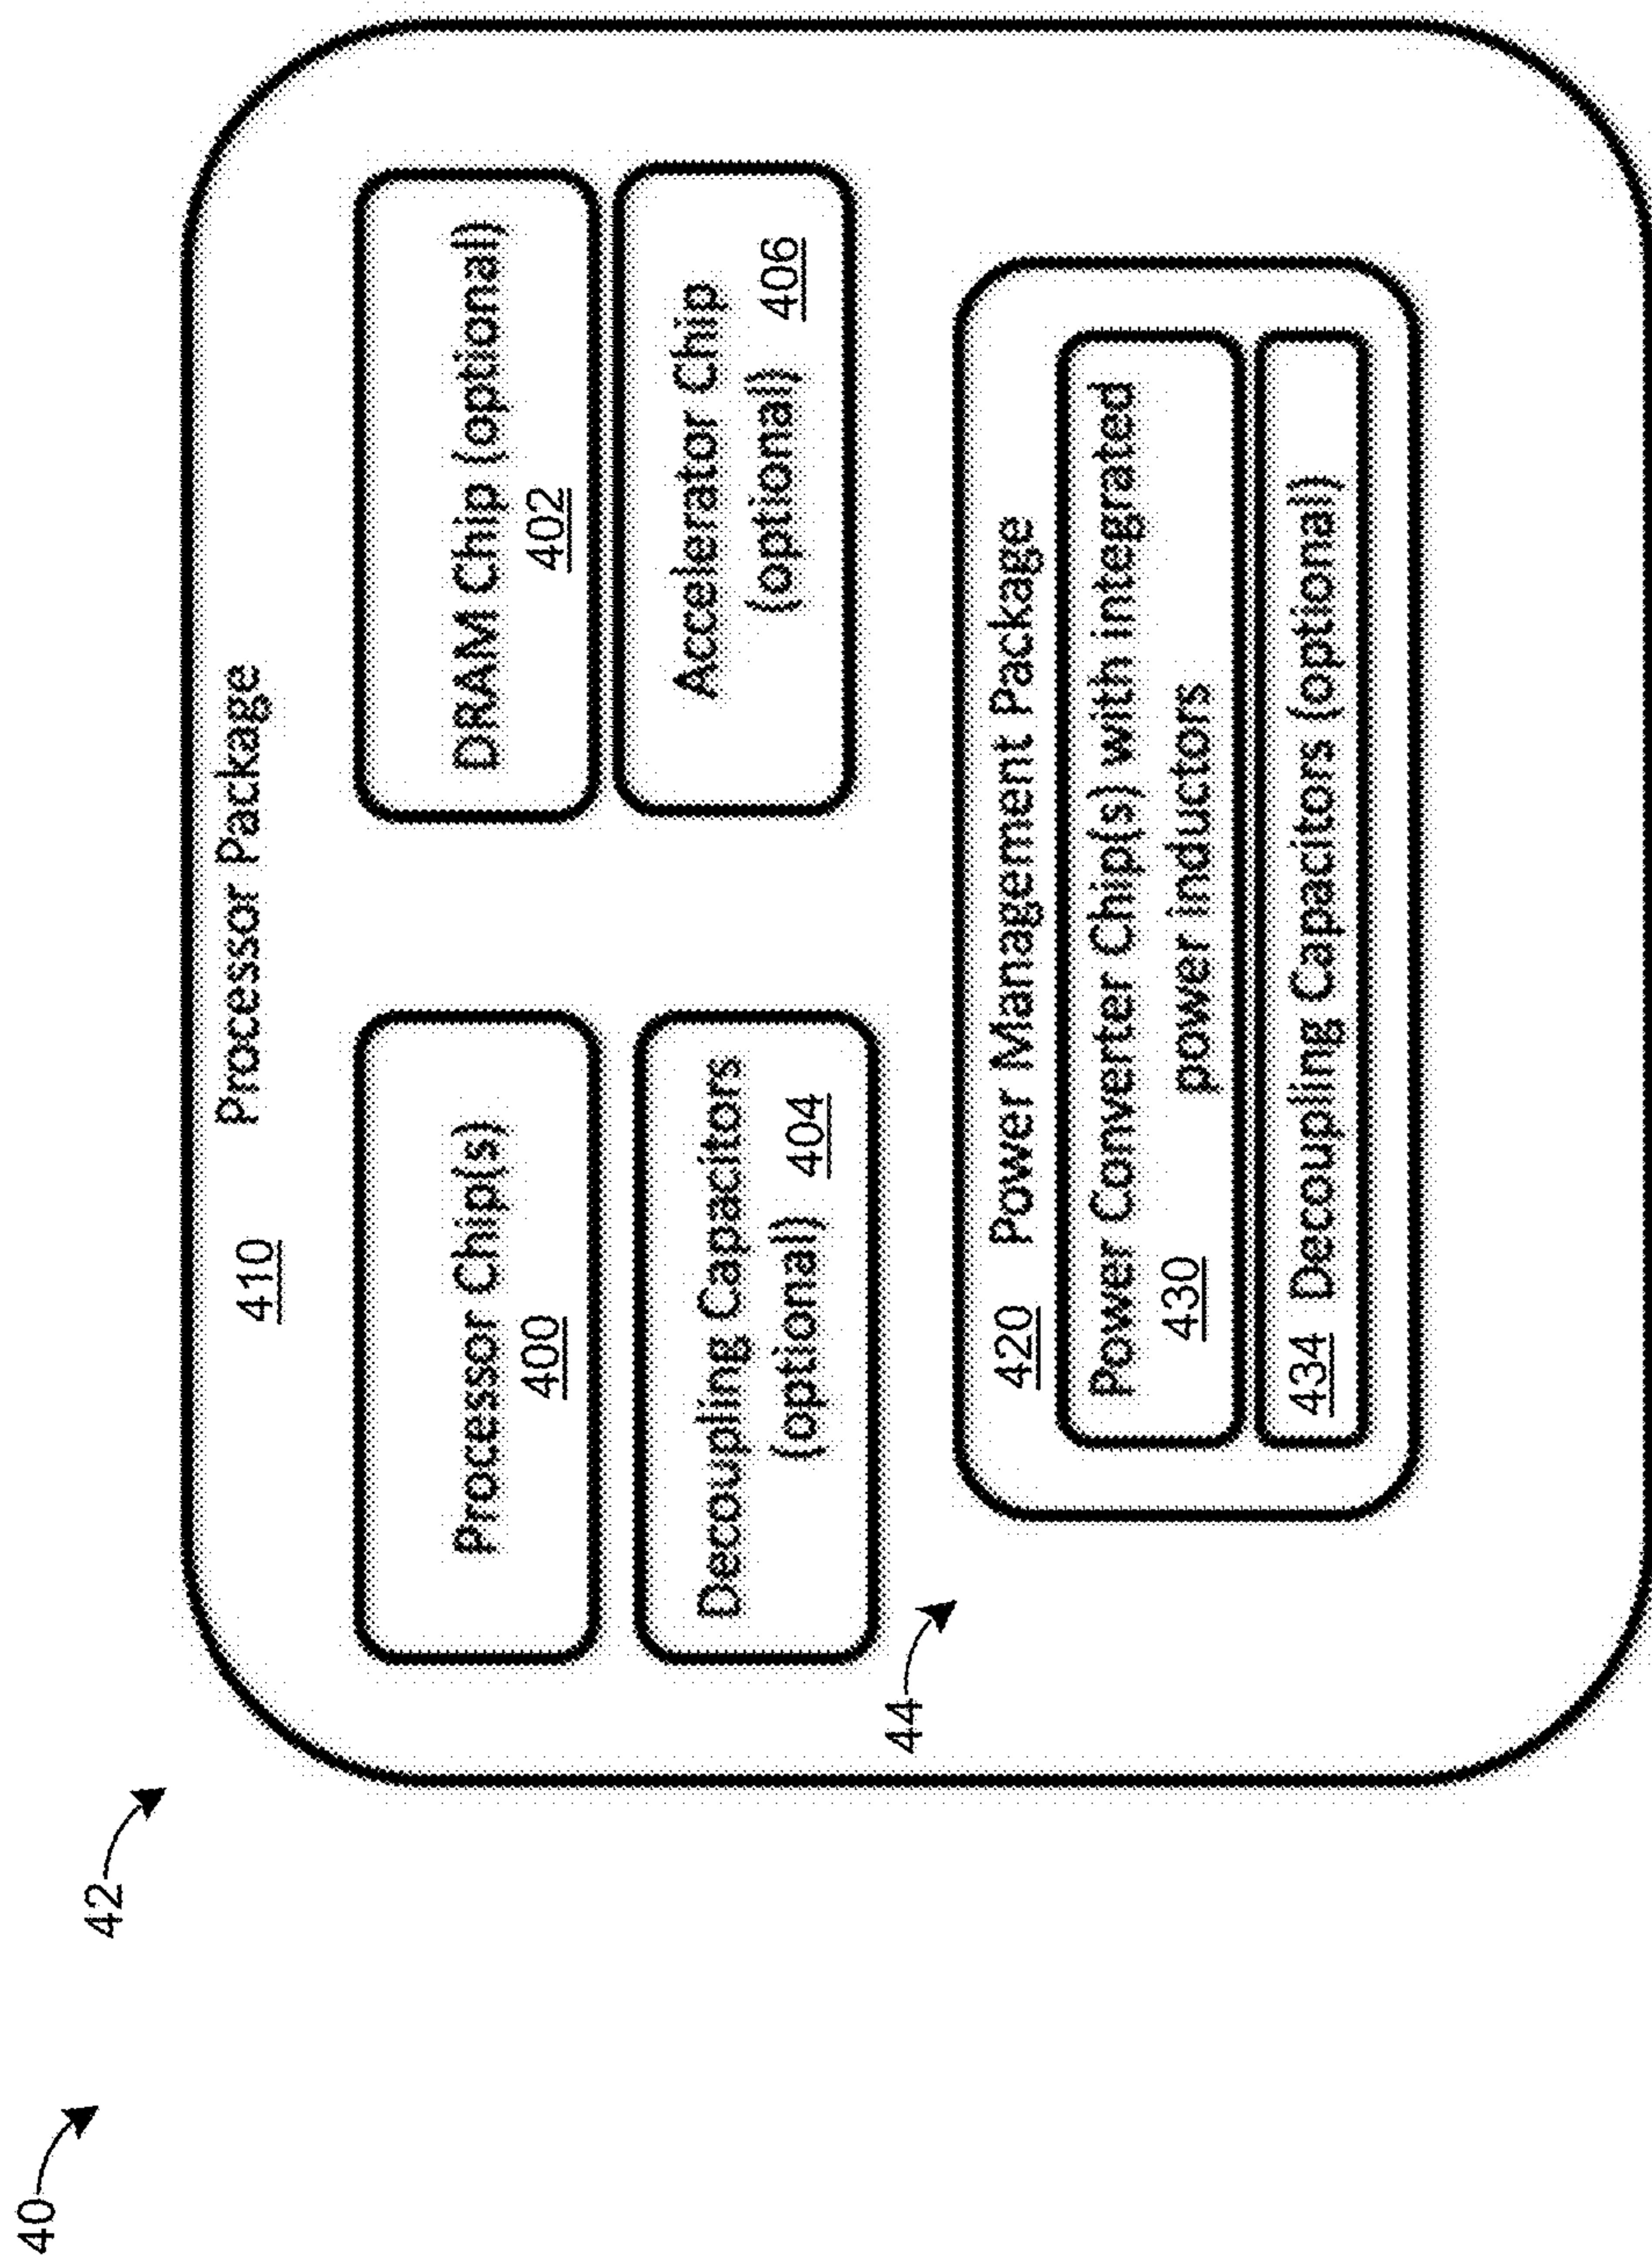 40
42
Processor Package
410
Processor Chip(s)
400
DRAM Chip (optional)
402
Decoupling Capacitors
(optional) 404
Accelerator Chip
(optional) 406
44
420 Power Management Package
Power Converter Chip(s) with integrated
430 power inductors
434 Decoupling Capacitors (optional)